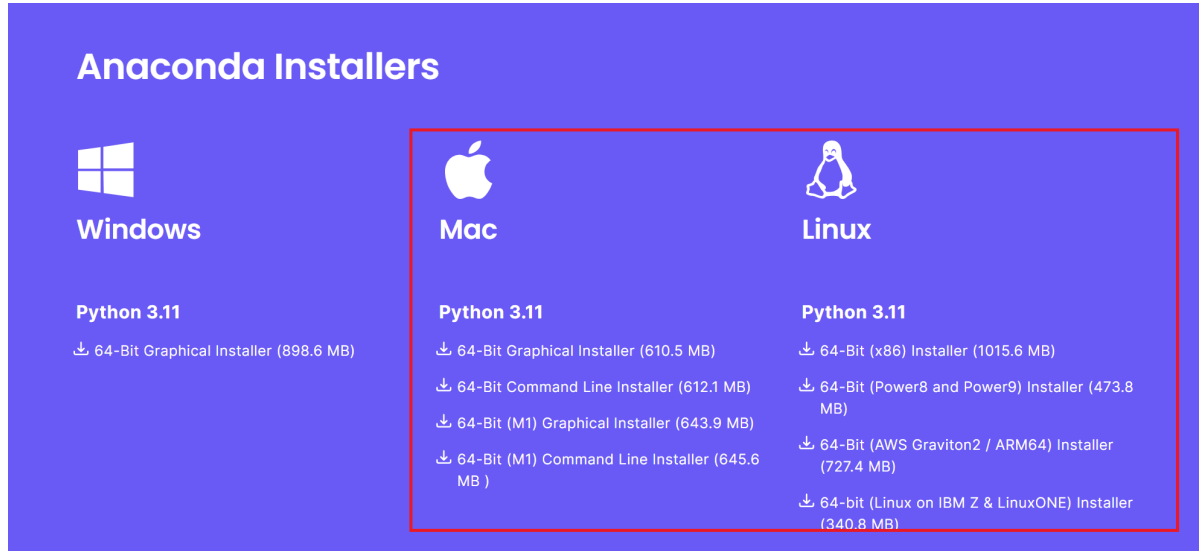 Anaconda Installers
Windows
Python 3.11
64-Bit Graphical Installer (898.6 MB)
Mac
Python 3.11
64-Bit Graphical Installer (610.5 MB)
64-Bit Command Line Installer (612.1 MB)
64-Bit (M1) Graphical Installer (643.9 MB)
64-Bit (M1) Command Line Installer (645.6
MB )
Linux
Python 3.11
64-Bit (x86) Installer (1015.6 MB)
64-Bit (Power8 and Power9) Installer (473.8
MB)
64-Bit (AWS Graviton2 / ARM64) Installer
(727.4 MB)
64-bit (Linux on IBM Z & LinuxONE) Installer
(340.8 MB)